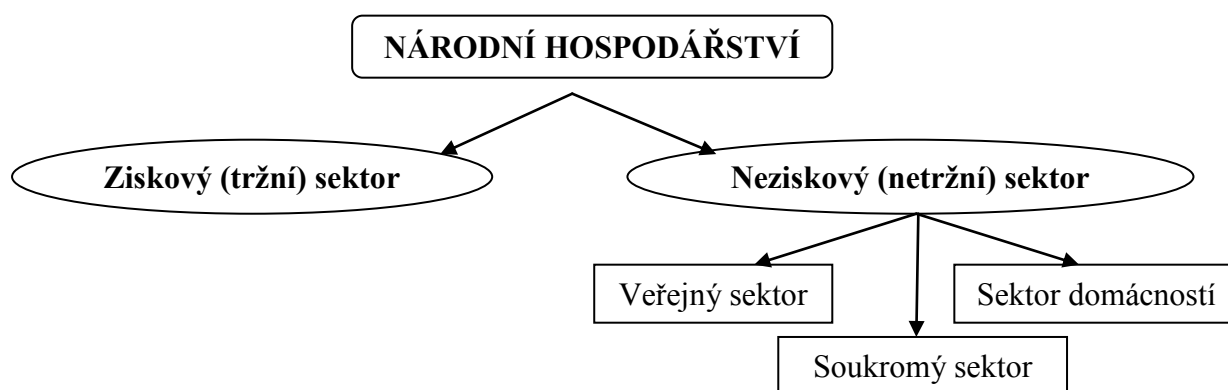 NÁRODNÍ HOSPODÁŘSTVÍ
Ziskový (tržní) sektor
Neziskový (netržní) sektor
Veřejný sektor
Sektor domácností
Soukromý sektor